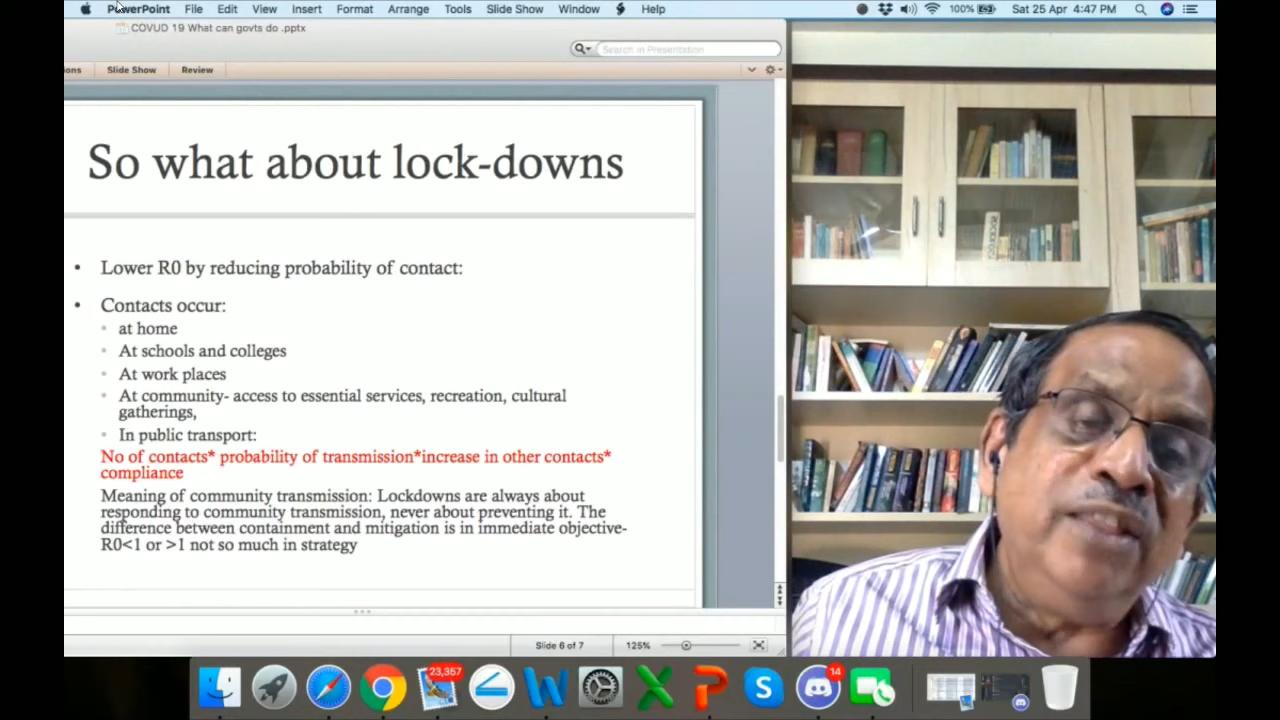 PowerPoint File Edit View Insert Format Arrange Tools Slide Show Window Help 100% Sat 25 Apr 4:47 PM
COVUD 19 What can govts do .pptx
Search in Presentation
ons Slide Show Review
So what about lock-downs
• Lower R0 by reducing probability of contact:
• Contacts occur:
• at home
• At schools and colleges
• At work places
• At community- access to essential services, recreation, cultural
gatherings,
• In public transport:
No of contacts* probability of transmission*increase in other contacts*
compliance
Meaning of community transmission: Lockdowns are always about
responding to community transmission, never about preventing it. The
difference between containment and mitigation is in immediate objective-
R0<1 or >1 not so much in strategy
Slide 6 of 7 125%
23,357
14